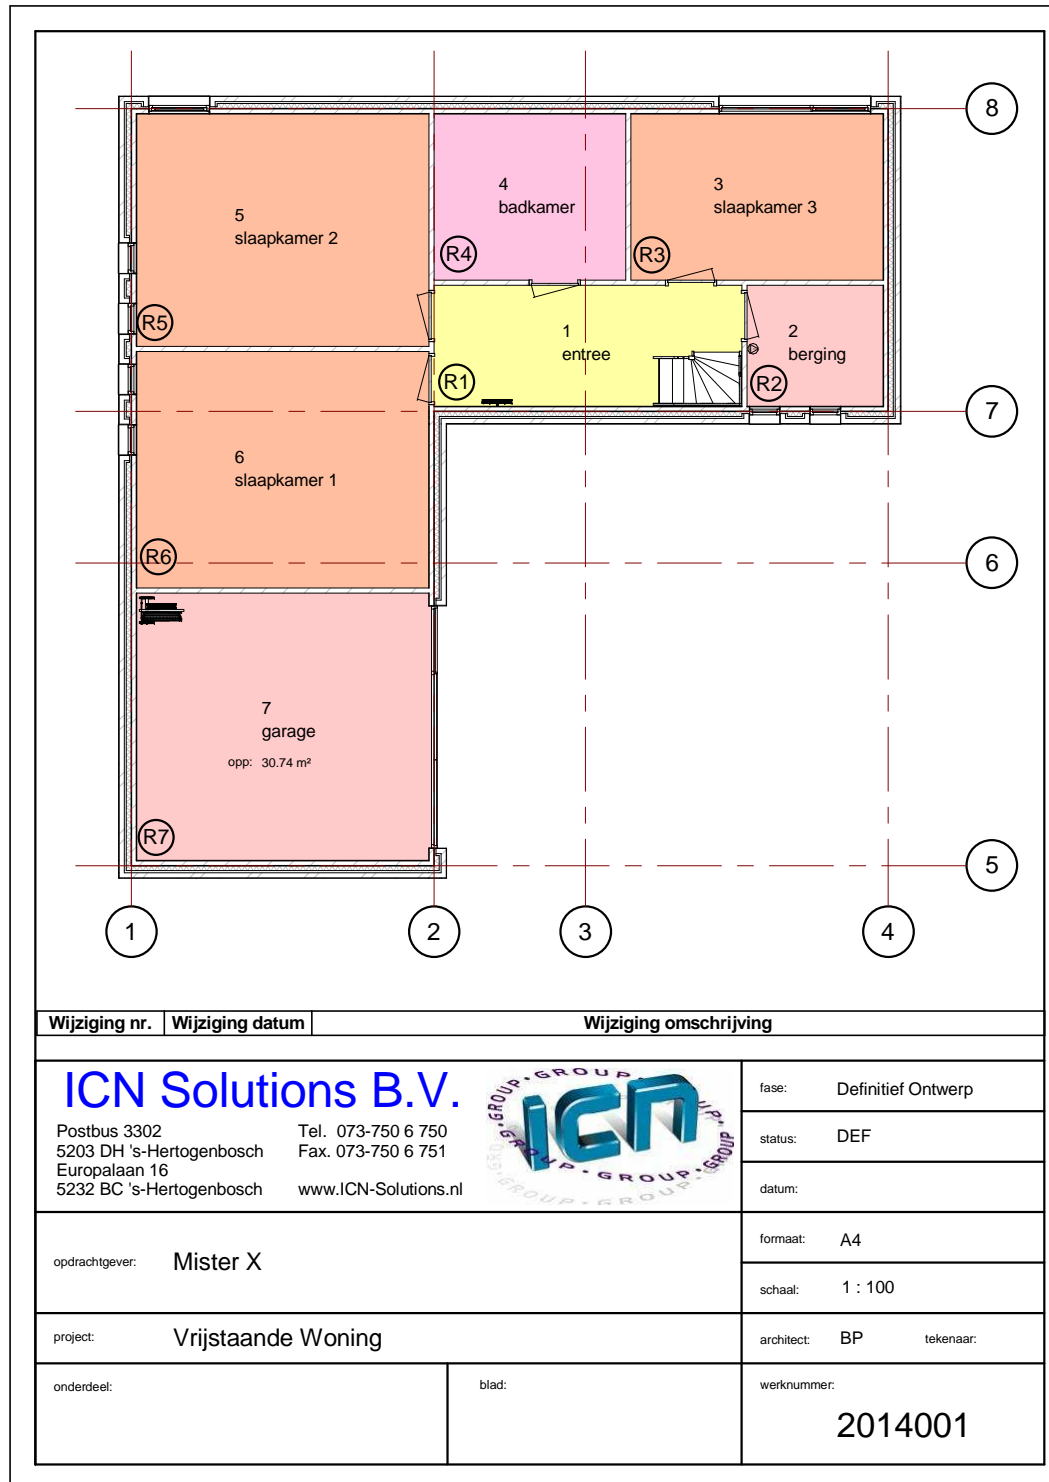 8
4
badkamer
3
slaapkamer 3
5
slaapkamer 2
R4
R3
R5
1
entree
2
berging
R1
R2
7
6
slaapkamer 1
R6
6
7
garage
opp: 30.74 m²
R7
5
1
2
3
4
Wijziging nr. Wijziging datum Wijziging omschrijving
ICN Solutions B.V.
Postbus 3302 Tel. 073-750 6 750
5203 DH 's-Hertogenbosch Fax. 073-750 6 751
Europalaan 16
5232 BC 's-Hertogenbosch www.ICN-Solutions.nl
GROUP · GROUP · GROUP · GROUP · GROUP
ICN
fase: Definitief Ontwerp
status: DEF
datum:
opdrachtgever: Mister X
formaat: A4
schaal: 1 : 100
project: Vrijstaande Woning
architect: BP tekenaar:
onderdeel:
blad:
werknummer:
2014001